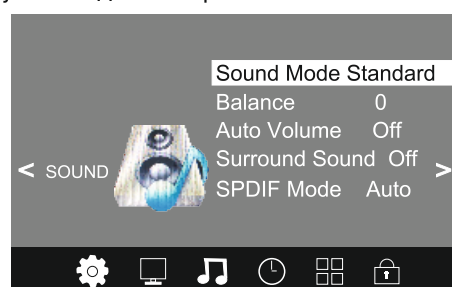 Sound Mode Standard
Balance 0
Auto Volume Off
Surround Sound Off
SPDIF Mode Auto
< SOUND >